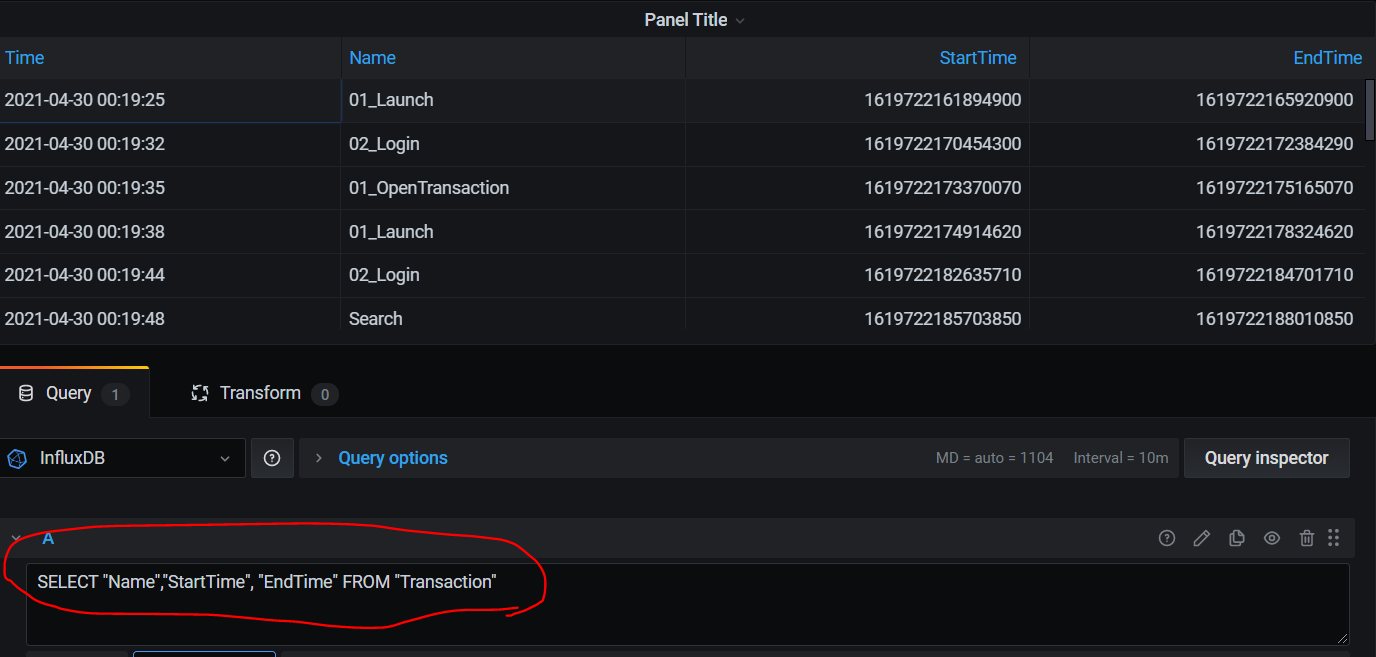 Panel Title
Time Name StartTime EndTime
2021-04-30 00:19:25 01_Launch 1619722161894900 1619722165920900
2021-04-30 00:19:32 02_Login 1619722170454300 1619722172384290
2021-04-30 00:19:35 01_OpenTransaction 1619722173370070 1619722175165070
2021-04-30 00:19:38 01_Launch 1619722174914620 1619722178324620
2021-04-30 00:19:44 02_Login 1619722182635710 1619722184701710
2021-04-30 00:19:48 Search 1619722185703850 1619722188010850
Query 1 Transform 0
InfluxDB Query options MD = auto = 1104 Interval = 10m Query inspector
A
SELECT "Name","StartTime", "EndTime" FROM "Transaction"